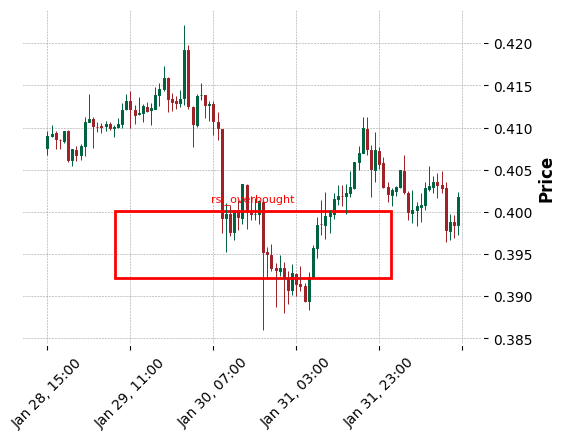 0.420
0.415
0.410
0.405
0.400
0.395
0.390
0.385
Price
rsi_overbought
Jan 28, 15:00
Jan 29, 11:00
Jan 30, 07:00
Jan 31, 03:00
Jan 31, 23:00